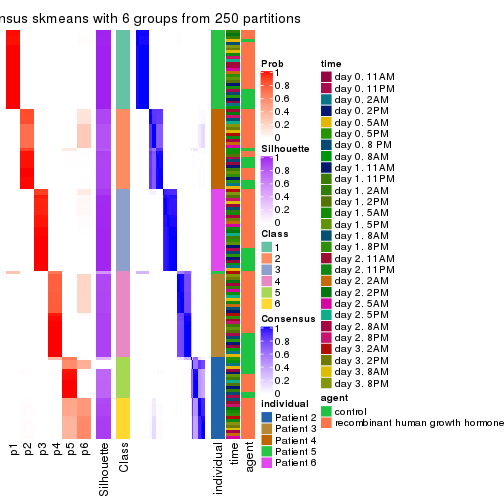 nsus skmeans with 6 groups from 250 partitions
p1
p2
p3
p4
p5
p6
Silhouette
Class
individual
time
agent
Prob
1
0.8
0.6
0.4
0.2
0
Silhouette
1
0.8
0.6
0.4
0.2
0
Class
1
2
3
4
5
6
Consensus
1
0.8
0.6
0.4
0.2
0
individual
Patient 2
Patient 3
Patient 4
Patient 5
Patient 6
time
day 0. 11AM
day 0. 11PM
day 0. 2AM
day 0. 2PM
day 0. 5AM
day 0. 5PM
day 0. 8 PM
day 0. 8AM
day 1. 11AM
day 1. 11PM
day 1. 2AM
day 1. 2PM
day 1. 5AM
day 1. 5PM
day 1. 8AM
day 1. 8PM
day 2. 11AM
day 2. 11PM
day 2. 2AM
day 2. 2PM
day 2. 5AM
day 2. 5PM
day 2. 8AM
day 2. 8PM
day 3. 2AM
day 3. 2PM
day 3. 8AM
day 3. 8PM
agent
control
recombinant human growth hormone